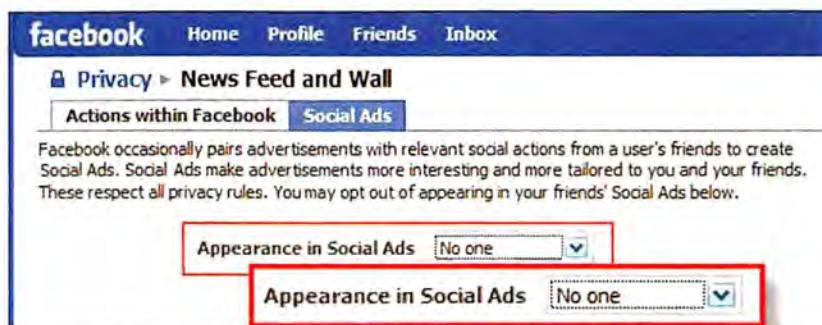 facebook Home Profile Friends Inbox
Privacy ▸ News Feed and Wall
Actions within Facebook Social Ads
Facebook occasionally pairs advertisements with relevant social actions from a user's friends to create
Social Ads. Social Ads make advertisements more interesting and more tailored to you and your friends.
These respect all privacy rules. You may opt out of appearing in your friends' Social Ads below.
Appearance in Social Ads No one
Appearance in Social Ads No one